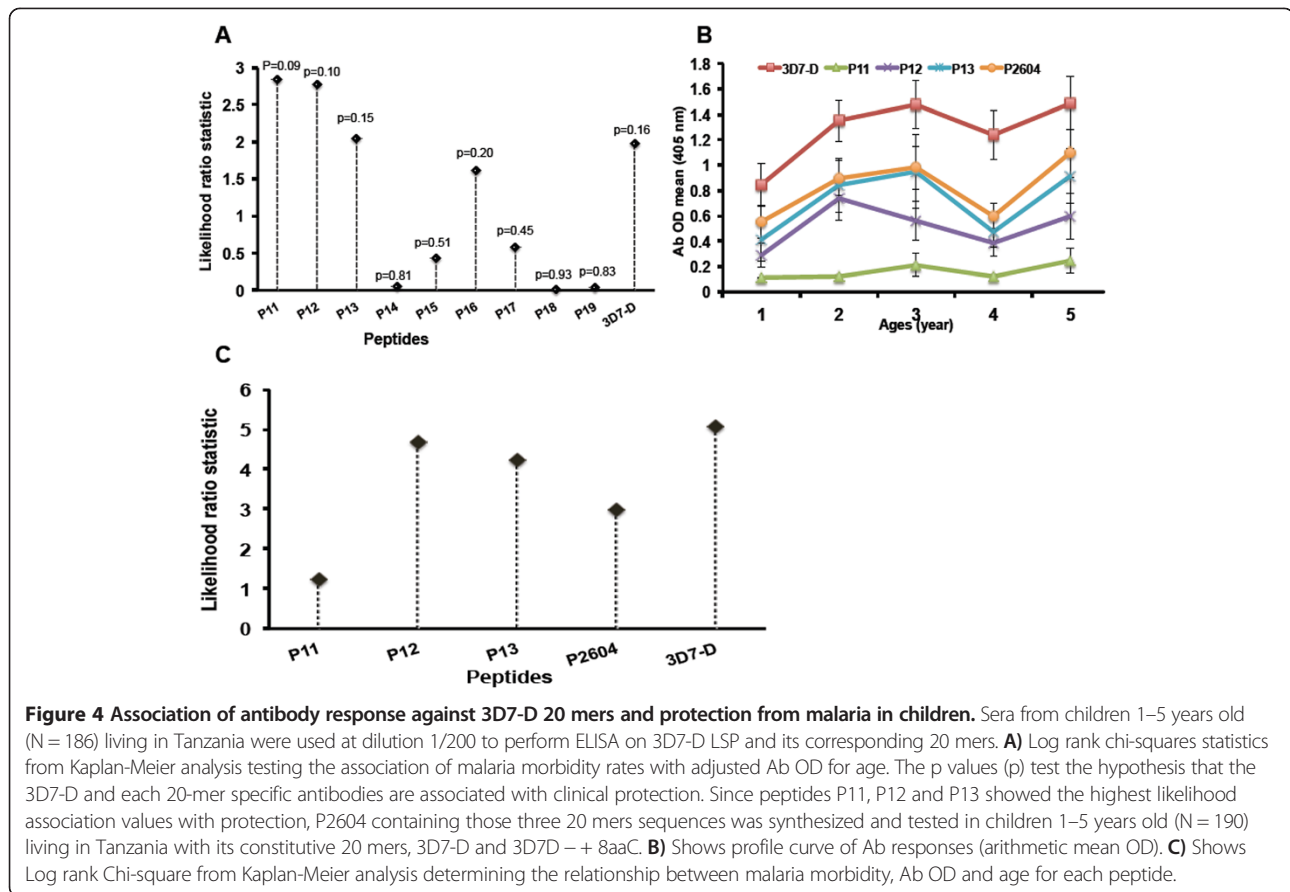 A
Likelihood ratio statistic
3
2.5
2
1.5
1
0.5
0
P=0.09
p=0.10
p=0.15
p=0.81
p=0.51
p=0.20
p=0.45
p=0.93
p=0.83
p=0.16
P11
P12
P13
P14
P15
P16
P17
P18
P19
3D7-D
Peptides
B
Ab OD mean (405 nm)
1.8
1.6
1.4
1.2
1
0.8
0.6
0.4
0.2
0
3D7-D P11 P12 P13 P2604
1 2 3 4 5
Ages (year)
C
Likelihood ratio statistic
6
5
4
3
2
1
0
P11
P12
P13
P2604
3D7-D
Peptides
Figure 4 Association of antibody response against 3D7-D 20 mers and protection from malaria in children. Sera from children 1–5 years old
(N = 186) living in Tanzania were used at dilution 1/200 to perform ELISA on 3D7-D LSP and its corresponding 20 mers. A) Log rank chi-squares statistics
from Kaplan-Meier analysis testing the association of malaria morbidity rates with adjusted Ab OD for age. The p values (p) test the hypothesis that the
3D7-D and each 20-mer specific antibodies are associated with clinical protection. Since peptides P11, P12 and P13 showed the highest likelihood
association values with protection, P2604 containing those three 20 mers sequences was synthesized and tested in children 1–5 years old (N = 190)
living in Tanzania with its constitutive 20 mers, 3D7-D and 3D7D − + 8aaC. B) Shows profile curve of Ab responses (arithmetic mean OD). C) Shows
Log rank Chi-square from Kaplan-Meier analysis determining the relationship between malaria morbidity, Ab OD and age for each peptide.